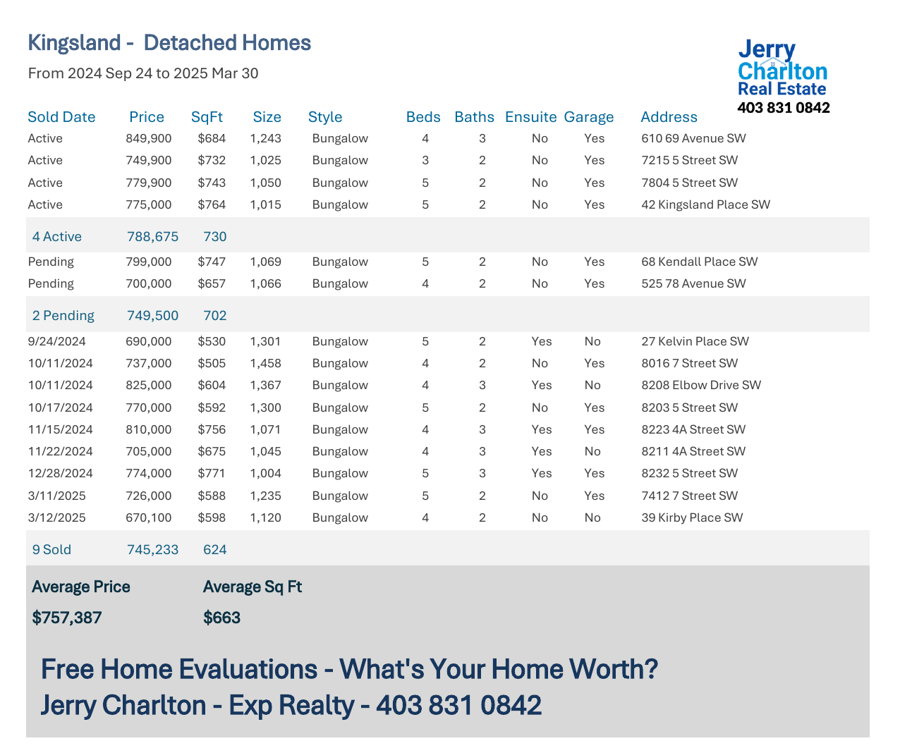 Kingsland - Detached Homes
From 2024 Sep 24 to 2025 Mar 30
Jerry
Charlton
Real Estate
403 831 0842
Sold Date Price SqFt Size Style Beds Baths Ensuite Garage Address
Active 849,900 $684 1,243 Bungalow 4 3 No Yes 610 69 Avenue SW
Active 749,900 $732 1,025 Bungalow 3 2 No Yes 7215 5 Street SW
Active 779,900 $743 1,050 Bungalow 5 2 No Yes 7804 5 Street SW
Active 775,000 $764 1,015 Bungalow 5 2 No Yes 42 Kingsland Place SW
4 Active 788,675 730
Pending 799,000 $747 1,069 Bungalow 5 2 No Yes 68 Kendall Place SW
Pending 700,000 $657 1,066 Bungalow 4 2 No Yes 525 78 Avenue SW
2 Pending 749,500 702
9/24/2024 690,000 $530 1,301 Bungalow 5 2 Yes No 27 Kelvin Place SW
10/11/2024 737,000 $505 1,458 Bungalow 4 2 No Yes 8016 7 Street SW
10/11/2024 825,000 $604 1,367 Bungalow 4 3 Yes No 8208 Elbow Drive SW
10/17/2024 770,000 $592 1,300 Bungalow 5 2 No Yes 8203 5 Street SW
11/15/2024 810,000 $756 1,071 Bungalow 4 3 Yes Yes 8223 4A Street SW
11/22/2024 705,000 $675 1,045 Bungalow 4 3 Yes No 8211 4A Street SW
12/28/2024 774,000 $771 1,004 Bungalow 5 3 Yes Yes 8232 5 Street SW
3/11/2025 726,000 $588 1,235 Bungalow 5 2 No Yes 7412 7 Street SW
3/12/2025 670,100 $598 1,120 Bungalow 4 2 No No 39 Kirby Place SW
9 Sold 745,233 624
Average Price Average Sq Ft
$757,387 $663
Free Home Evaluations - What's Your Home Worth?
Jerry Charlton - Exp Realty - 403 831 0842